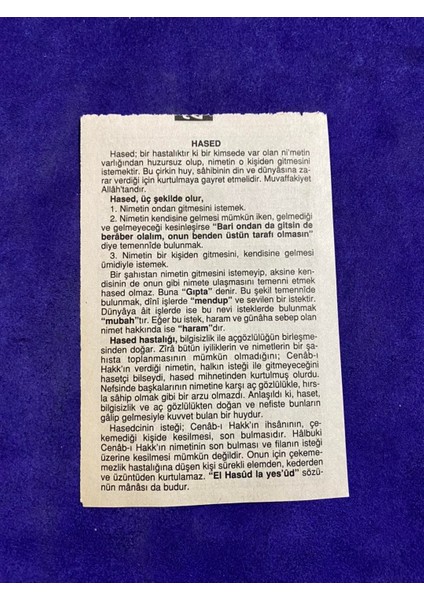 HASED
Hased; bir hastalıktır ki bir kimsede var olan ni'metin
varlığından huzursuz olup, nimetin o kişiden gitmesini
istemektir. Bu çirkin huy, sâhibinin din ve dünyasına za-
rar verdiği için kurtulmaya gayret etmelidir. Muvaffakiyet
Allâh'tandır.
Hased, üç şekilde olur,
1. Nimetin ondan gitmesini istemek.
2. Nimetin kendisine gelmesi mümkün iken, gelmediği
ve gelmeyeceği kesinleşirse "Bari ondan da gitsin de
berâber olalım, onun benden üstün tarafı olmasın"
diye temennîde bulunmak.
3. Nimetin bir kişiden gitmesini, kendisine gelmesi
ümidiyle istemek.
Bir şahıstan nimetin gitmesini istemeyip, aksine ken-
disinin de onun gibi nimete ulaşmasını temenni etmek
hased olmaz. Buna "Gıpta" denir. Bu şekil temennîde
bulunmak, dînî işlerde "mendup" ve sevilen bir istektir.
Dünyâya âit işlerde ise bu nevi isteklerde bulunmak
"mubah"tır. Eğer bu istek, haram ve günâha sebep olan
nimet hakkında ise "haram"dır.
Hased hastalığı, bilgisizlik ile açgözlülüğün birleşme-
sinden doğar. Zîrâ bütün iyiliklerin ve nimetlerin bir şa-
hısta toplanmasının mümkün olmadığını; Cenâb-ı
Hakk'ın verdiği nimetin, halkın isteği ile gitmeyeceğini
hasetçi bilseydi, hased mihnetinden kurtulmuş olurdu.
Nefsinde başkalarının nimetine karşı aç gözlülükle, hırs-
la sâhip olmak gibi bir arzu olmazdı. Anlaşıldı ki, haset,
bilgisizlik ve aç gözlülükten doğan ve nefiste bunların
gâlip gelmesiyle kuvvet bulan bir huydur.
Hasedcinin isteği; Cenâb-ı Hakk'ın ihsânının, çe-
kemediği kişide kesilmesi, son bulmasıdır. Hâlbuki
Cenâb-ı Hakk'ın nimetinin son bulması ve filanın isteği
üzerine kesilmesi mümkün değildir. Onun için çekeme-
mezlik hastalığına düşen kişi sürekli elemden, kederden
ve üzüntüden kurtulamaz. "El Hasûd la yes'ûd" sözü-
nün mânâsı da budur.